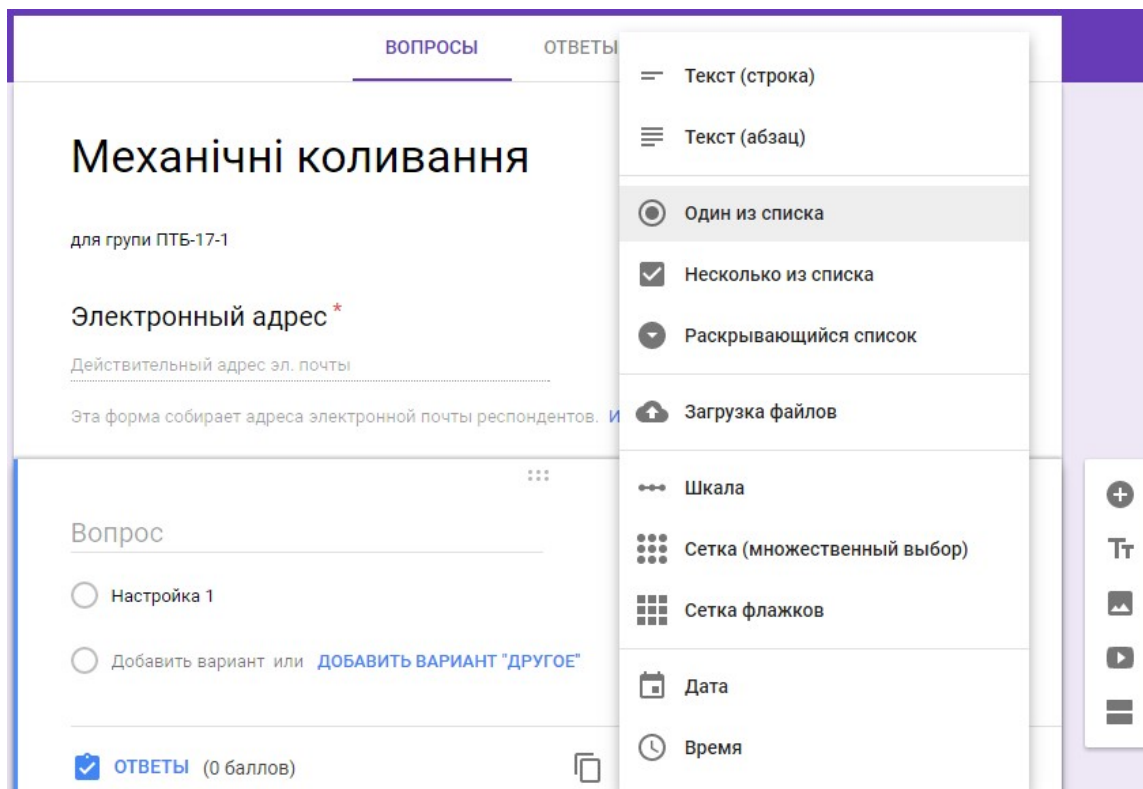 ВОПРОСЫ
ОТВЕТЫ
Механічні коливання
для групи ПТБ-17-1
Электронный адрес *
Действительный адрес эл. почты
Эта форма собирает адреса электронной почты респондентов.
Вопрос
Настройка 1
Добавить вариант или ДОБАВИТЬ ВАРИАНТ "ДРУГОЕ"
ОТВЕТЫ (0 баллов)
Текст (строка)
Текст (абзац)
Один из списка
Несколько из списка
Раскрывающийся список
Загрузка файлов
Шкала
Сетка (множественный выбор)
Сетка флажков
Дата
Время
Тт